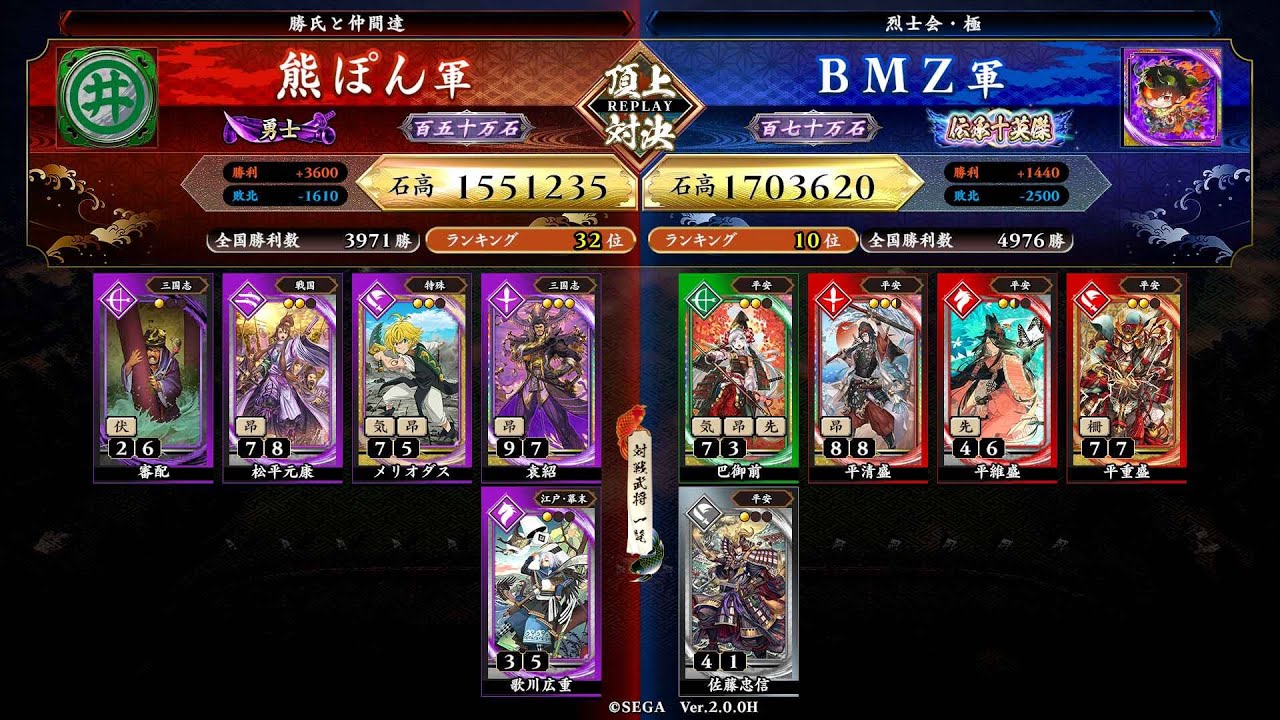 勝氏と仲間達
烈士会・極
熊ぽん軍
頂上
REPLAY
対決
BMZ軍
井
勇士
百五十万石
百七十万石
伝承十英傑
勝利 +3600
敗北 -1610
石高 1551235
石高 1703620
勝利 +1440
敗北 -2500
全国勝利数 3971勝
ランキング 32位
ランキング 10位
全国勝利数 4976勝
三国志
戦国
特殊
三国志
平安
平安
平安
平安
伏
昂
気 昂
昂
気 昂 先
昂
先
柵
2 6
7 8
7 5
9 7
7 3
8 8
4 6
7 7
審配
松平元康
メリオダス
袁紹
巴御前
平清盛
平維盛
平重盛
対戦武将一覧
江戸・幕末
平安
3 5
4 1
歌川広重
佐藤忠信
©SEGA Ver.2.0.0H